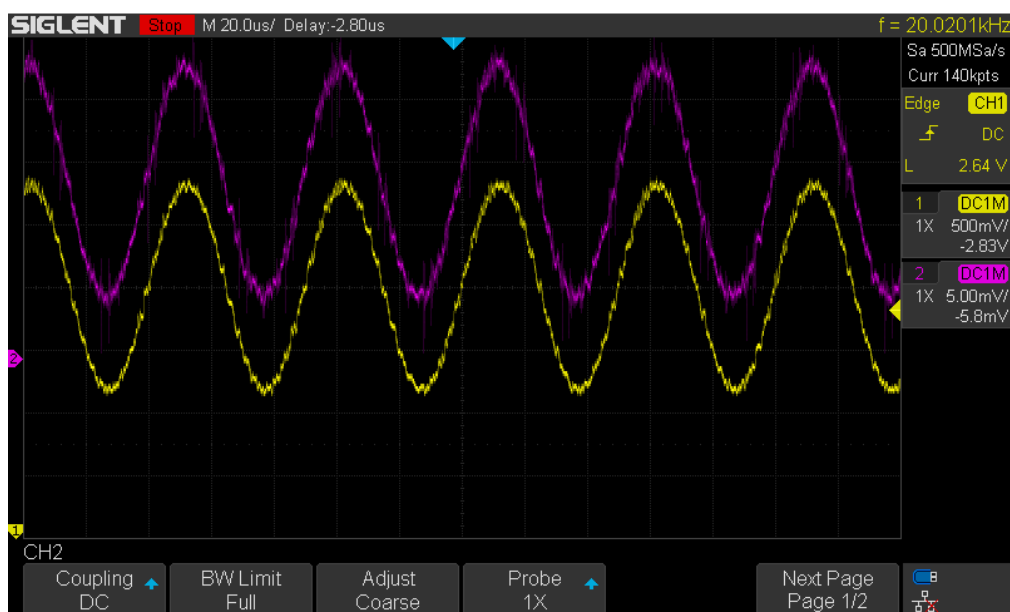 SIGLENT Stop M 20.0us/ Delay:-2.80us f = 20.0201kHz
Sa 500MSa/s
Curr 140kpts
Edge CH1
DC
L 2.64 V
1 DC1M
1X 500mV/
-2.83V
2 DC1M
1X 5.00mV/
-5.8mV
2
1
CH2
Coupling BW Limit Adjust Probe Next Page
DC Full Coarse 1X Page 1/2